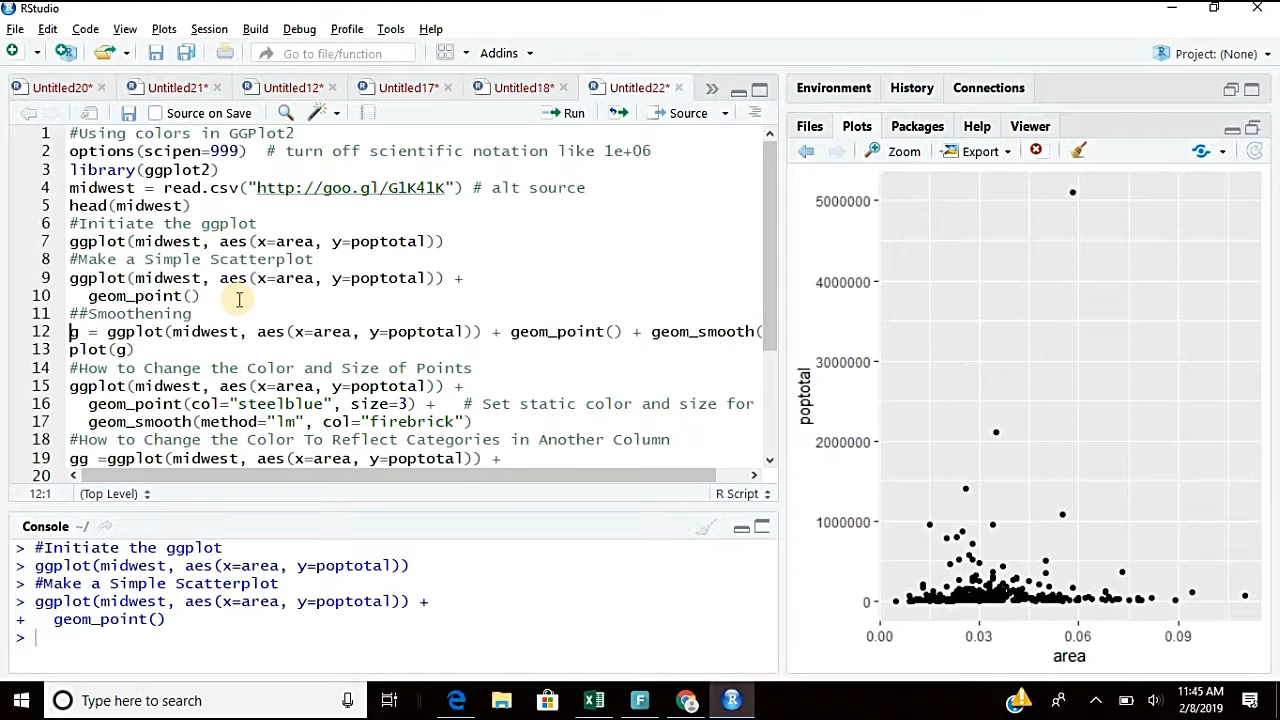 RStudio
File Edit Code View Plots Session Build Debug Profile Tools Help
Go to file/function Addins Project: (None)
Untitled20* Untitled21* Untitled12* Untitled17* Untitled18* Untitled22*
Source on Save Run Source
1 #Using colors in GGPlot2
2 options(scipen=999)  # turn off scientific notation like 1e+06
3 library(ggplot2)
4 midwest = read.csv("http://goo.gl/G1K41K") # alt source
5 head(midwest)
6 #Initiate the ggplot
7 ggplot(midwest, aes(x=area, y=poptotal))
8 #Make a Simple Scatterplot
9 ggplot(midwest, aes(x=area, y=poptotal)) +
10   geom_point()
11 ##Smoothening
12 g = ggplot(midwest, aes(x=area, y=poptotal)) + geom_point() + geom_smooth(
13 plot(g)
14 #How to Change the Color and Size of Points
15 ggplot(midwest, aes(x=area, y=poptotal)) +
16   geom_point(col="steelblue", size=3) +   # Set static color and size for
17   geom_smooth(method="lm", col="firebrick")
18 #How to Change the Color To Reflect Categories in Another Column
19 gg =ggplot(midwest, aes(x=area, y=poptotal)) +
20
12:1 (Top Level) R Script
Console ~/
> #Initiate the ggplot
> ggplot(midwest, aes(x=area, y=poptotal))
> #Make a Simple Scatterplot
> ggplot(midwest, aes(x=area, y=poptotal)) +
+   geom_point()
>
Environment History Connections
Files Plots Packages Help Viewer
Zoom Export
5000000
4000000
3000000
2000000
1000000
0
poptotal
0.00 0.03 0.06 0.09
area
Type here to search
11:45 AM
2/8/2019